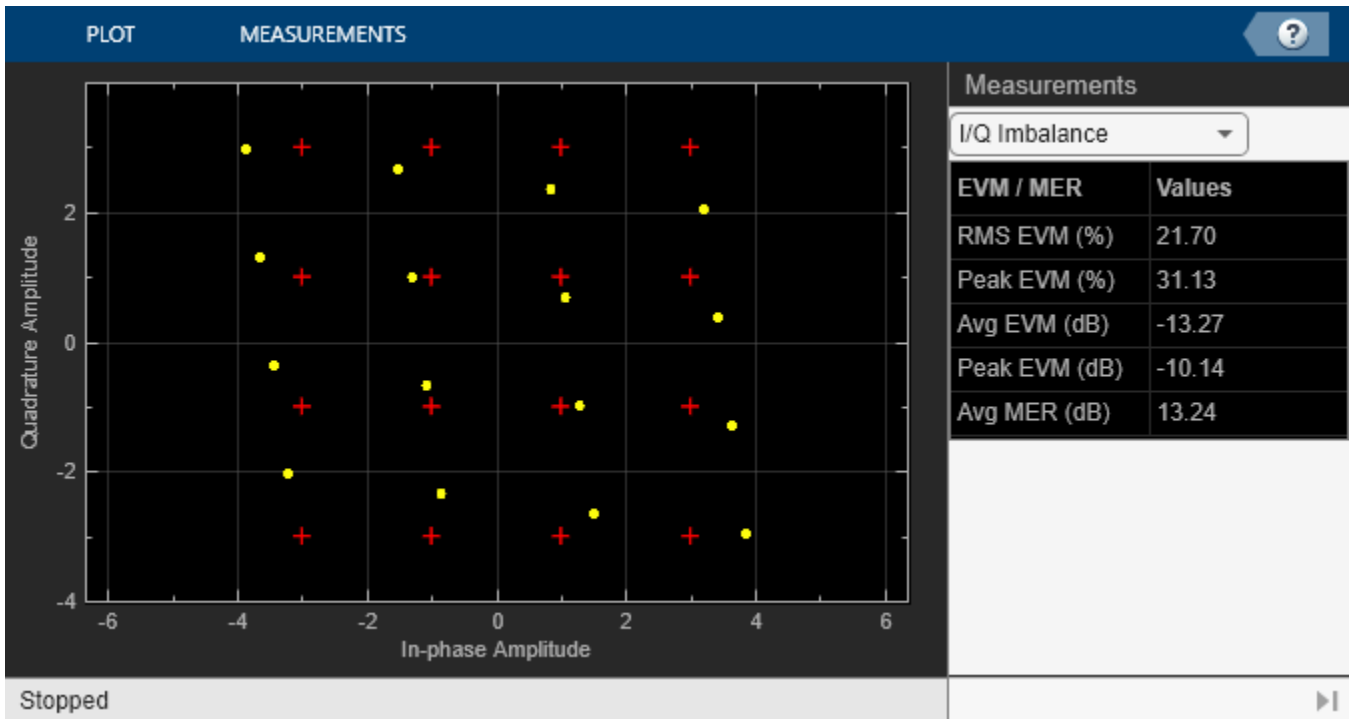 PLOT MEASUREMENTS ?
Measurements
I/Q Imbalance
EVM / MER Values
RMS EVM (%) 21.70
Peak EVM (%) 31.13
Avg EVM (dB) -13.27
Peak EVM (dB) -10.14
Avg MER (dB) 13.24
Quadrature Amplitude
2
0
-2
-4
-6 -4 -2 0 2 4 6
In-phase Amplitude
Stopped